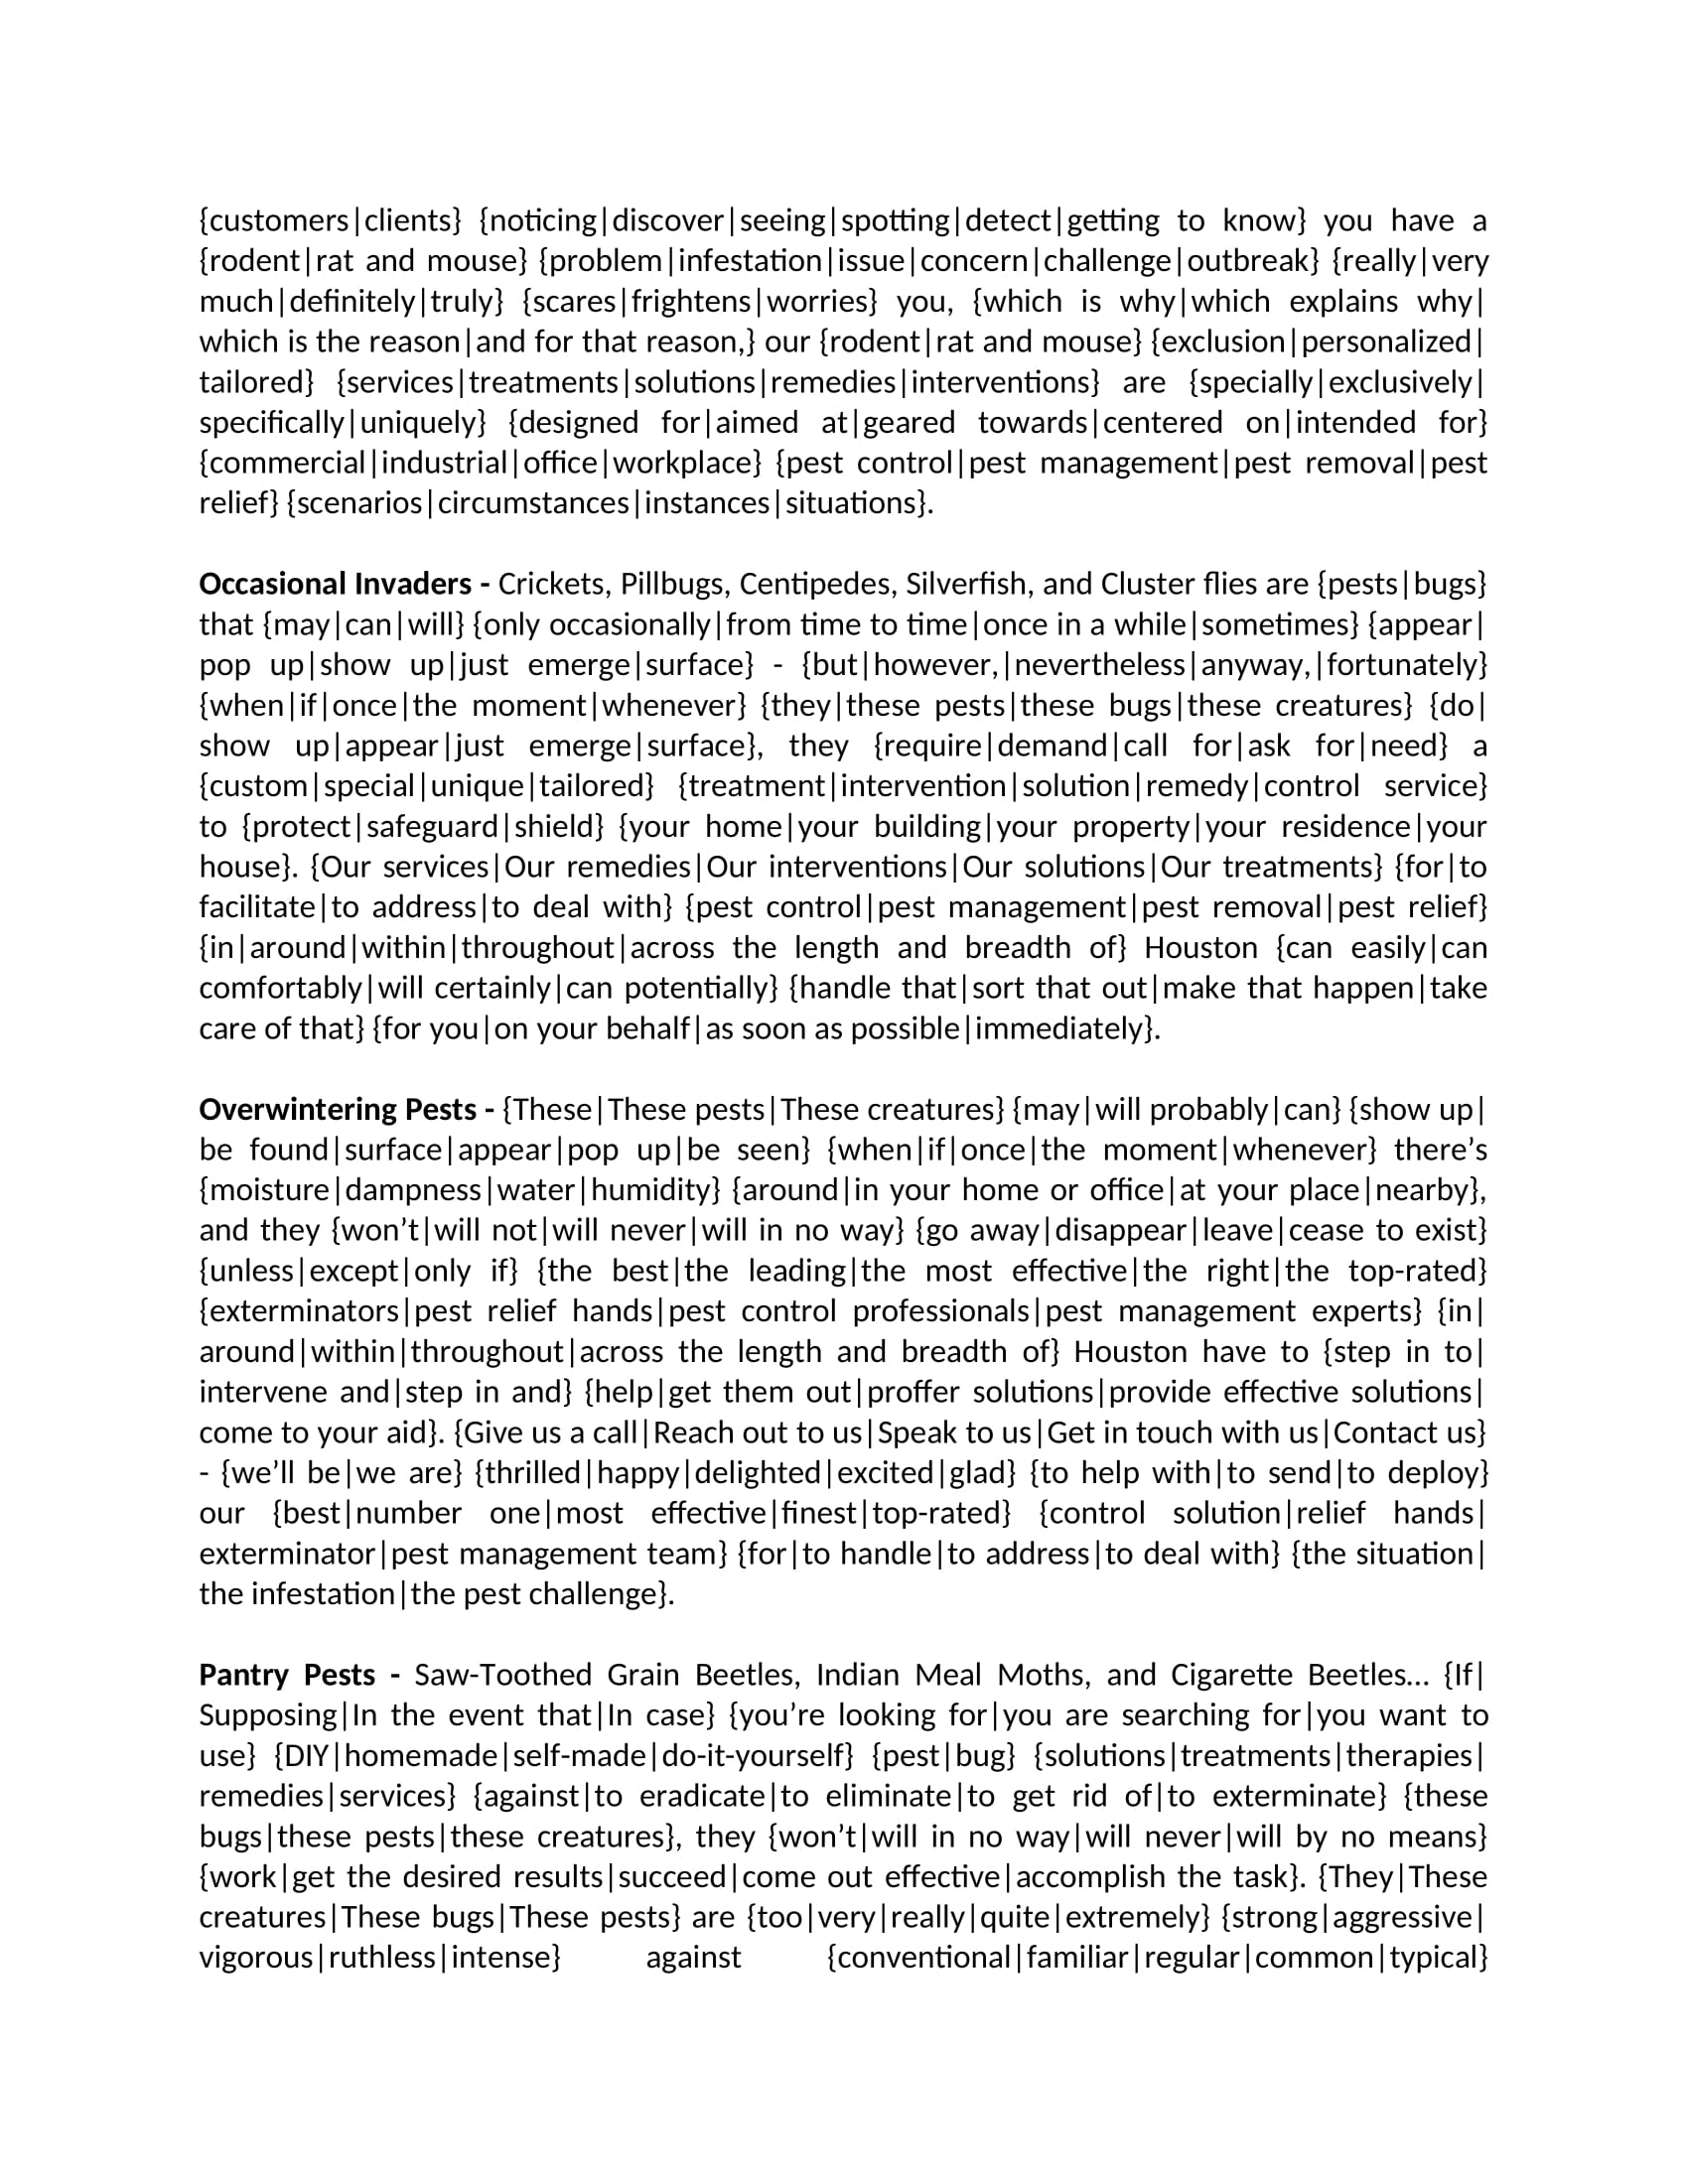 {customers|clients} {noticing|discover|seeing|spotting|detect|getting to know} you have a
{rodent|rat and mouse} {problem|infestation|issue|concern|challenge|outbreak} {really|very
much|definitely|truly} {scares|frightens|worries} you, {which is why|which explains why|
which is the reason|and for that reason,} our {rodent|rat and mouse} {exclusion|personalized|
tailored} {services|treatments|solutions|remedies|interventions} are {specially|exclusively|
specifically|uniquely} {designed for|aimed at|geared towards|centered on|intended for}
{commercial|industrial|office|workplace} {pest control|pest management|pest removal|pest
relief} {scenarios|circumstances|instances|situations}.
Occasional Invaders - Crickets, Pillbugs, Centipedes, Silverfish, and Cluster flies are {pests|bugs}
that {may|can|will} {only occasionally|from time to time|once in a while|sometimes} {appear|
pop up|show up|just emerge|surface} - {but|however,|nevertheless|anyway,|fortunately}
{when|if|once|the moment|whenever} {they|these pests|these bugs|these creatures} {do|
show up|appear|just emerge|surface}, they {require|demand|call for|ask for|need} a
{custom|special|unique|tailored} {treatment|intervention|solution|remedy|control service}
to {protect|safeguard|shield} {your home|your building|your property|your residence|your
house}. {Our services|Our remedies|Our interventions|Our solutions|Our treatments} {for|to
facilitate|to address|to deal with} {pest control|pest management|pest removal|pest relief}
{in|around|within|throughout|across the length and breadth of} Houston {can easily|can
comfortably|will certainly|can potentially} {handle that|sort that out|make that happen|take
care of that} {for you|on your behalf|as soon as possible|immediately}.
Overwintering Pests - {These|These pests|These creatures} {may|will probably|can} {show up|
be found|surface|appear|pop up|be seen} {when|if|once|the moment|whenever} there’s
{moisture|dampness|water|humidity} {around|in your home or office|at your place|nearby},
and they {won’t|will not|will never|will in no way} {go away|disappear|leave|cease to exist}
{unless|except|only if} {the best|the leading|the most effective|the right|the top-rated}
{exterminators|pest relief hands|pest control professionals|pest management experts} {in|
around|within|throughout|across the length and breadth of} Houston have to {step in to|
intervene and|step in and} {help|get them out|proffer solutions|provide effective solutions|
come to your aid}. {Give us a call|Reach out to us|Speak to us|Get in touch with us|Contact us}
- {we’ll be|we are} {thrilled|happy|delighted|excited|glad} {to help with|to send|to deploy}
our {best|number one|most effective|finest|top-rated} {control solution|relief hands|
exterminator|pest management team} {for|to handle|to address|to deal with} {the situation|
the infestation|the pest challenge}.
Pantry Pests - Saw-Toothed Grain Beetles, Indian Meal Moths, and Cigarette Beetles… {If|
Supposing|In the event that|In case} {you’re looking for|you are searching for|you want to
use} {DIY|homemade|self-made|do-it-yourself} {pest|bug} {solutions|treatments|therapies|
remedies|services} {against|to eradicate|to eliminate|to get rid of|to exterminate} {these
bugs|these pests|these creatures}, they {won’t|will in no way|will never|will by no means}
{work|get the desired results|succeed|come out effective|accomplish the task}. {They|These
creatures|These bugs|These pests} are {too|very|really|quite|extremely} {strong|aggressive|
vigorous|ruthless|intense} against {conventional|familiar|regular|common|typical}